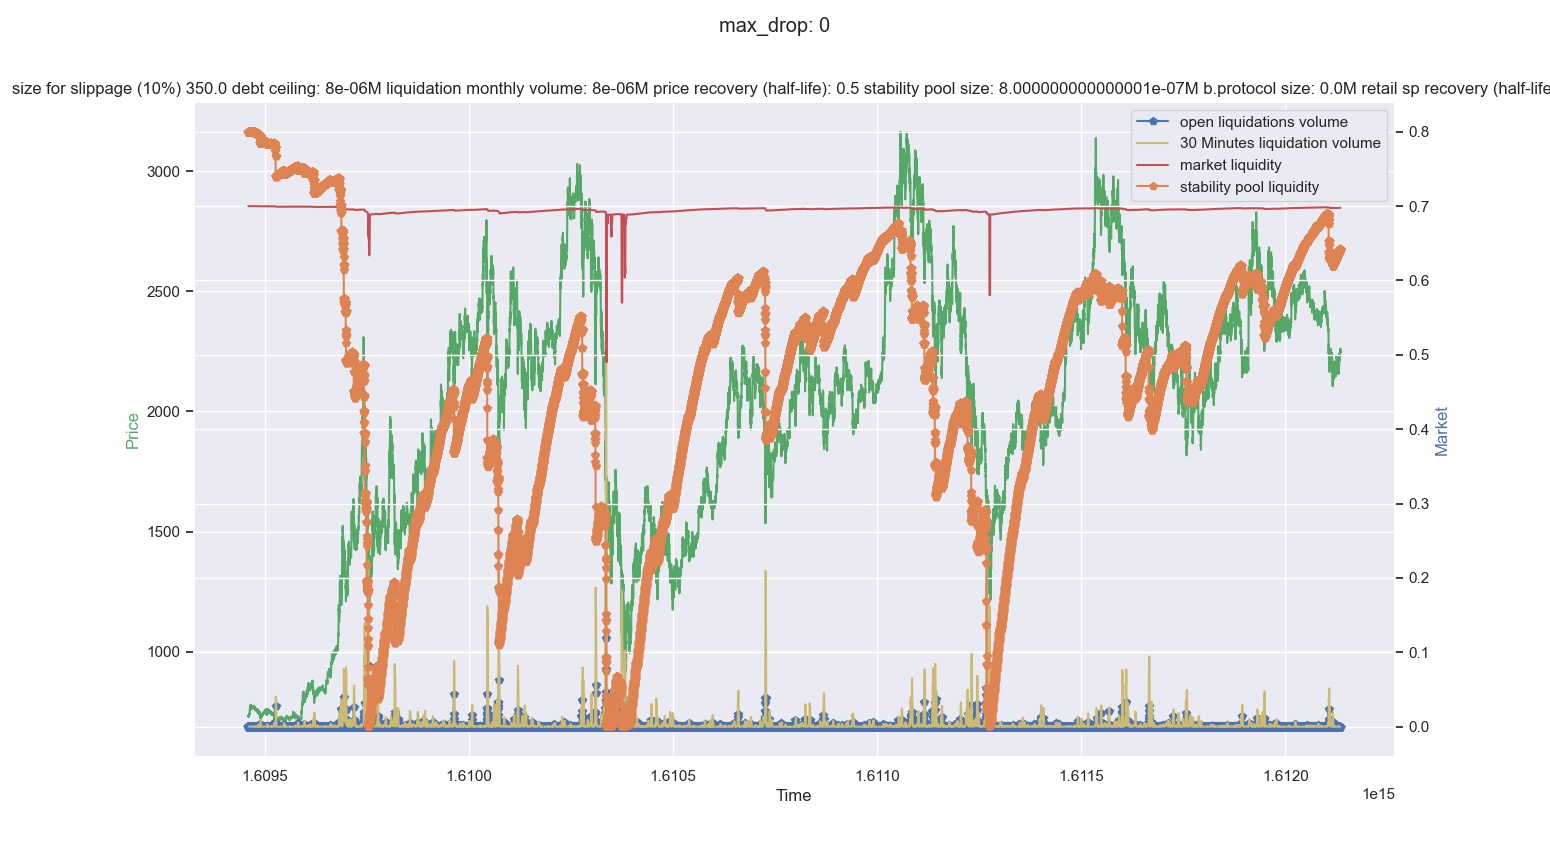 max_drop: 0
size for slippage (10%) 350.0 debt ceiling: 8e-06M liquidation monthly volume: 8e-06M price recovery (half-life): 0.5 stability pool size: 8.000000000000001e-07M b.protocol size: 0.0M retail sp recovery (half-life
open liquidations volume
30 Minutes liquidation volume
market liquidity
stability pool liquidity
3000
2500
2000
1500
1000
Price
0.8
0.7
0.6
0.5
0.4
0.3
0.2
0.1
0.0
Market
1.6095 1.6100 1.6105 1.6110 1.6115 1.6120
1e15
Time